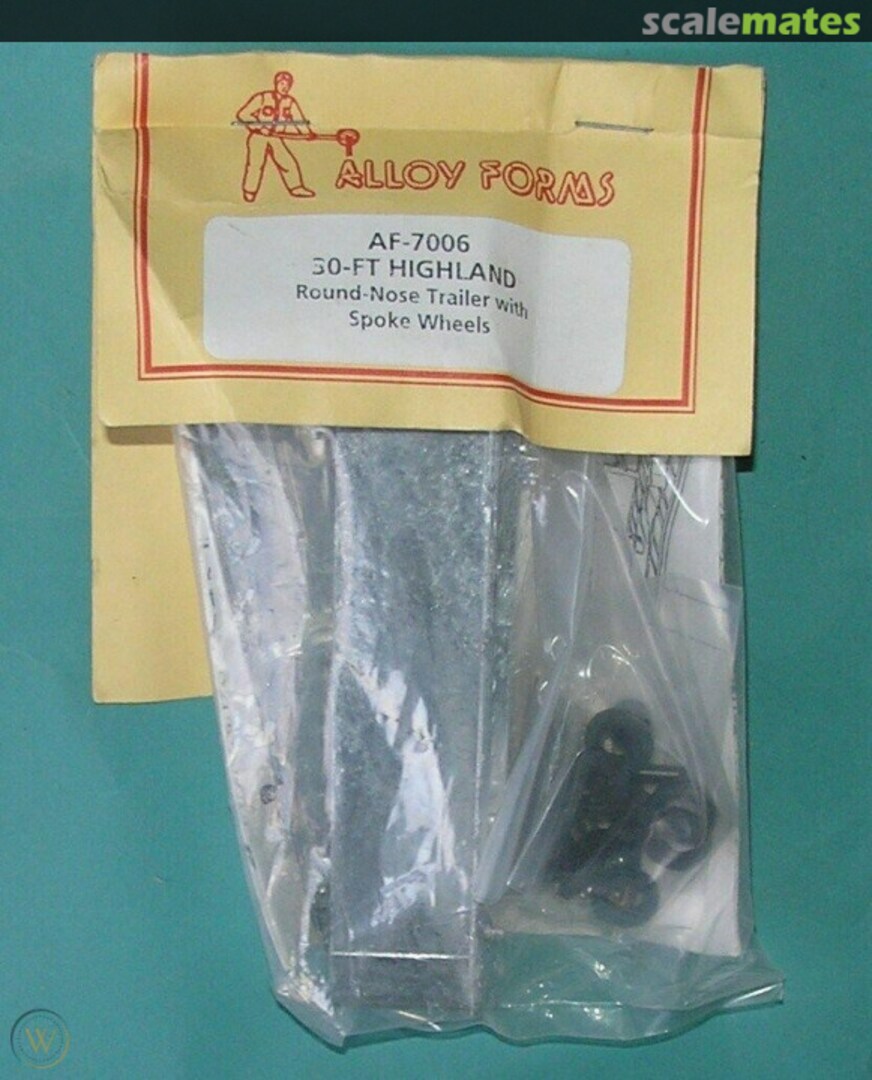 scalemates
ALLOY FORMS
AF-7006
30-FT HIGHLAND
Round-Nose Trailer with
Spoke Wheels
W